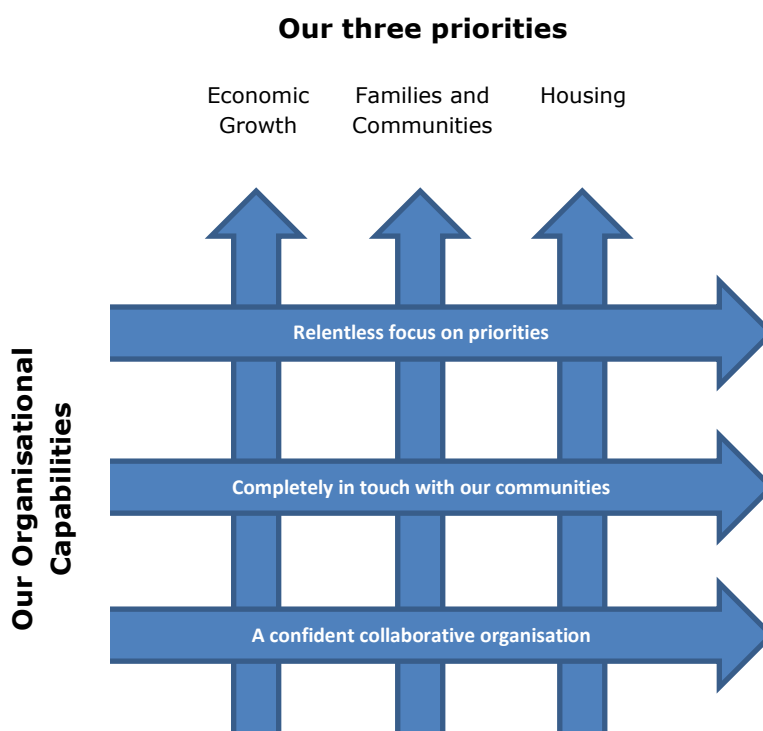 Our three priorities
Economic
Growth
Families and
Communities
Housing
Our Organisational
Capabilities
Relentless focus on priorities
Completely in touch with our communities
A confident collaborative organisation